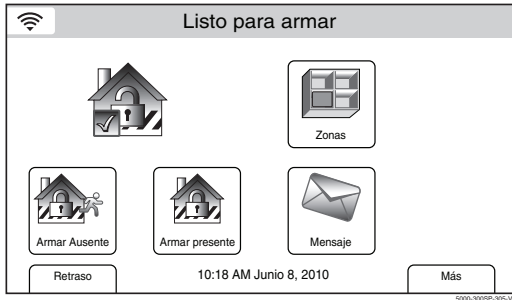 Listo para armar
Zonas
Armar Ausente
Armar presente
Mensaje
Retraso
10:18 AM Junio 8, 2010
Más